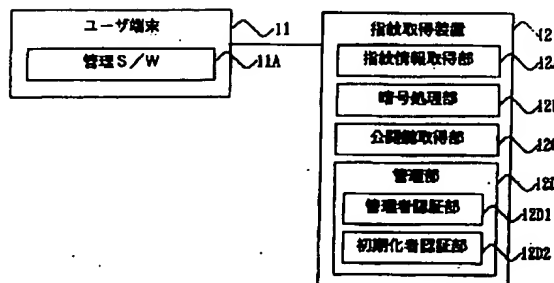 ユーザ端末
11
管理S/W
11A
指紋取得装置
12
指紋情報取得部
暗号処理部
公開鍵取得部
管理部
管理者認証部
12D1
初期化者認証部
12D2